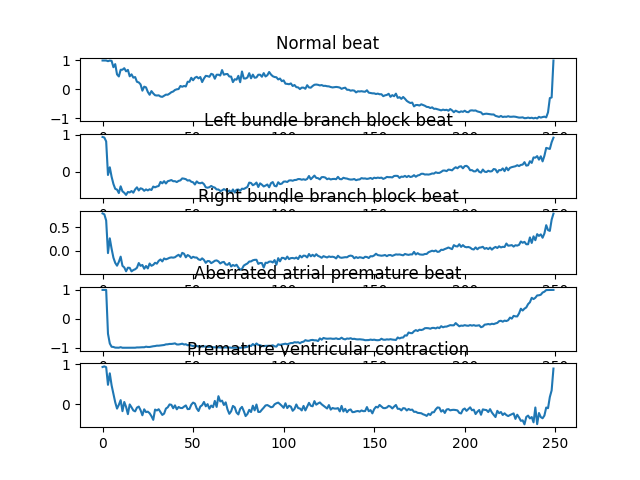 Normal beat
1
0
−1
Left bundle branch block beat
1
0
Right bundle branch block beat
0.5
0.0
Aberrated atrial premature beat
1
0
−1
Premature ventricular contraction
1
0
0 50 100 150 200 250